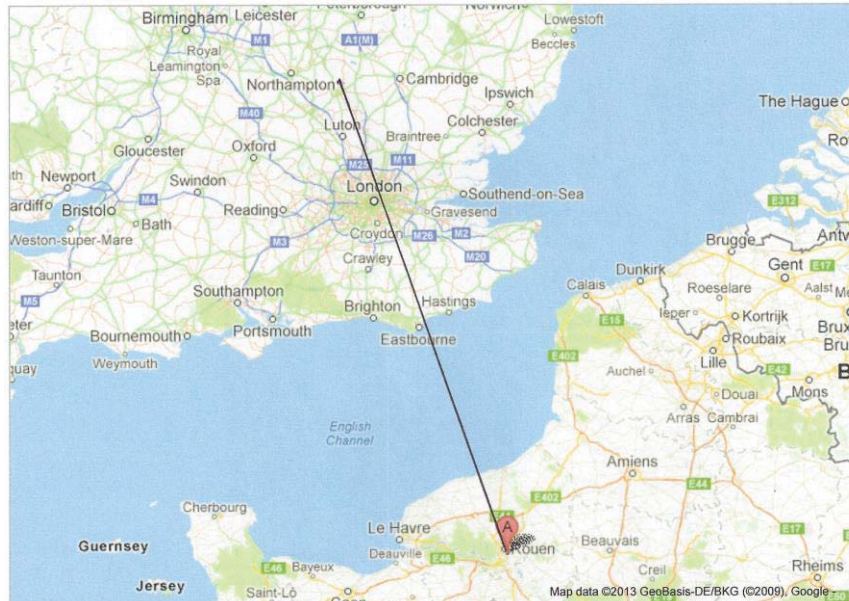 Birmingham
Leicester
Peterborough
Norwich
Lowestoft
Beccles
M1
A1(M)
Royal
Leamington
Spa
Northampton
Cambridge
Ipswich
The Hague
M40
Luton
Braintree
Colchester
Gloucester
Oxford
M25
M11
Newport
Swindon
London
Southend-on-Sea
Cardiff
Bristol
M4
Reading
Gravesend
E312
Bath
Croydon
M26
M2
Weston-super-Mare
M3
M20
Brugge
Antw
Crawley
Gent
E17
Taunton
Dunkirk
M5
Southampton
Calais
Roeselare
Aalst
Brighton
Hastings
Ieper
Kortrijk
Portsmouth
E15
Bournemouth
Eastbourne
Roubaix
Weymouth
E402
Lille
quay
Auchel
E42
B
Douai
Mons
Arras
Cambrai
English
Channel
Amiens
E44
Cherbourg
E402
A
E17
Le Havre
Rouen
Guernsey
Deauville
E46
Beauvais
E46
Bayeux
Creil
Rheims
Jersey
Saint-Lô
Map data ©2013 GeoBasis-DE/BKG (©2009), Google